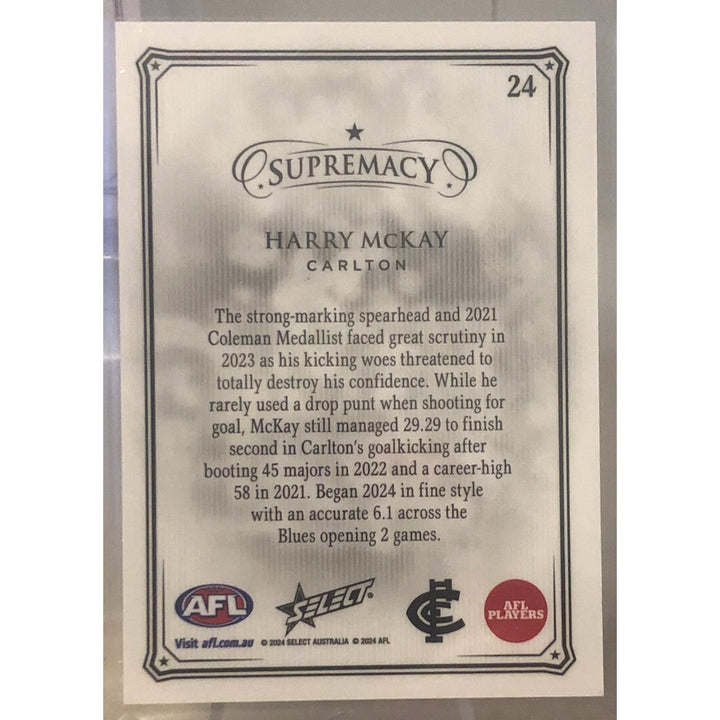 24
SUPREMACY
HARRY McKAY
CARLTON
The strong-marking spearhead and 2021
Coleman Medallist faced great scrutiny in
2023 as his kicking woes threatened to
totally destroy his confidence. While he
rarely used a drop punt when shooting for
goal, McKay still managed 29.29 to finish
second in Carlton's goalkicking after
booting 45 majors in 2022 and a career-high
58 in 2021. Began 2024 in fine style
with an accurate 6.1 across the
Blues opening 2 games.
AFL
SELECT®
CFC
AFL
PLAYERS
Visit afl.com.au © 2024 SELECT AUSTRALIA © 2024 AFL